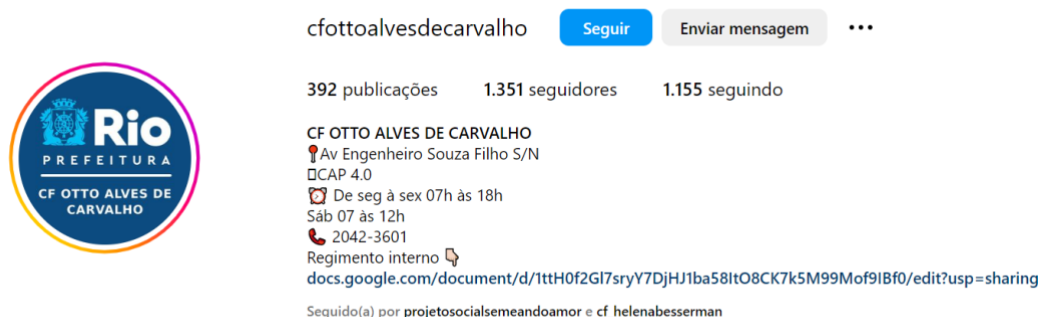 cfottoalvesdecarvalho Seguir Enviar mensagem •••
392 publicações 1.351 seguidores 1.155 seguindo
Rio
PREFEITURA
CF OTTO ALVES DE
CARVALHO
CF OTTO ALVES DE CARVALHO
📍Av Engenheiro Souza Filho S/N
□CAP 4.0
⏰ De seg à sex 07h às 18h
Sáb 07 às 12h
📞 2042-3601
Regimento interno 👇🏻
docs.google.com/document/d/1ttH0f2Gl7sryY7DjHJ1ba58ItO8CK7k5M99Mof9IBf0/edit?usp=sharing
Seguido(a) por projetosocialsemeandoamor e cf_helenabesserman